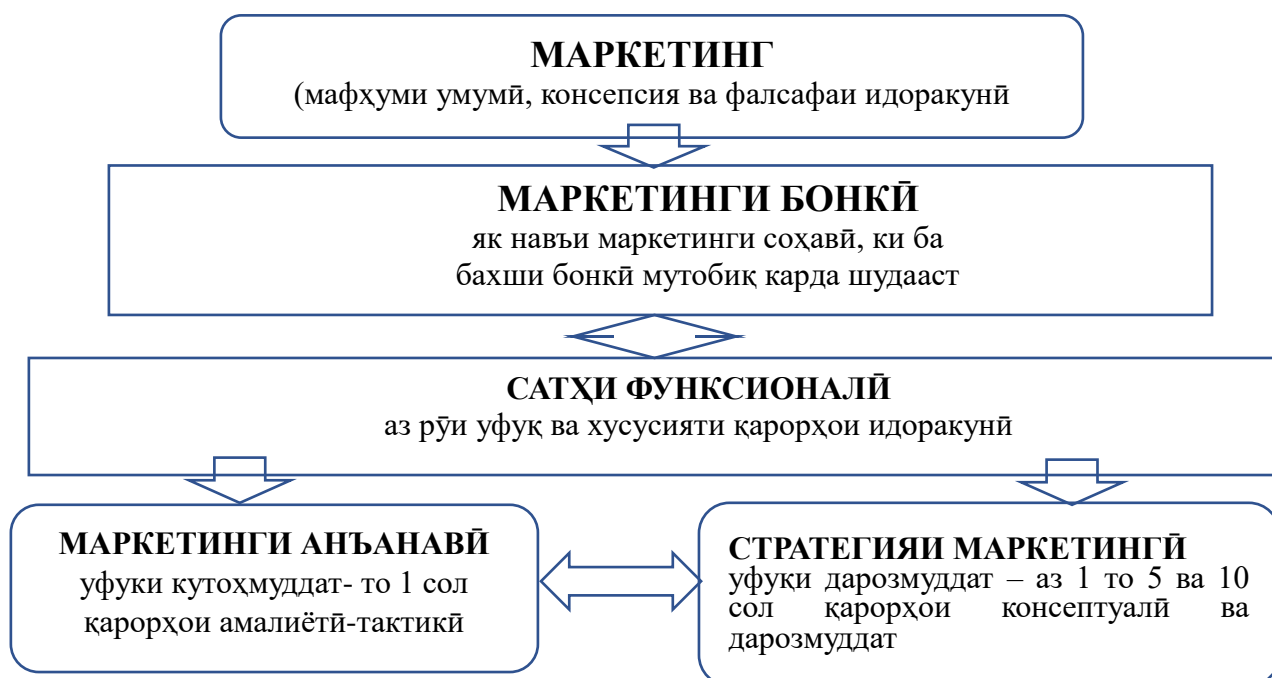 МАРКЕТИНГ
(мафҳуми умумӣ, консепсия ва фалсафаи идоракунӣ
МАРКЕТИНГИ БОНКӢ
як навъи маркетинги соҳавӣ, ки ба
бахши бонкӣ мутобиқ карда шудааст
САТҲИ ФУНКСИОНАЛӢ
аз рӯи уфуқ ва хусусияти қарорҳои идоракунӣ
МАРКЕТИНГИ АНЪАНАВӢ
уфуки кутоҳмуддат- то 1 сол
қарорҳои амалиётӣ-тактикӣ
СТРАТЕГИЯИ МАРКЕТИНГӢ
уфуқи дарозмуддат – аз 1 то 5 ва 10
сол қарорҳои консептуалӣ ва
дарозмуддат